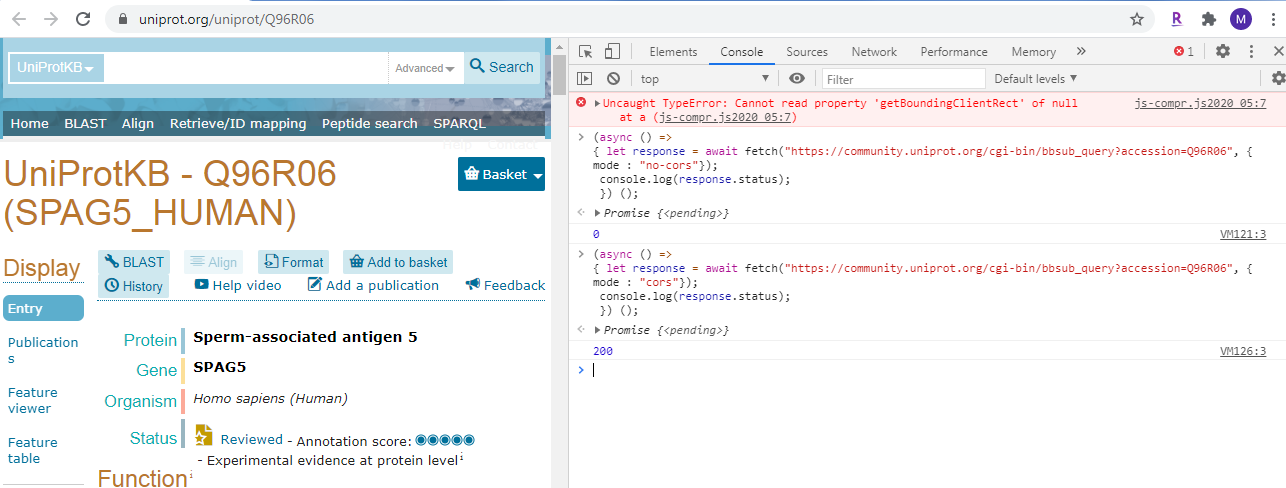 uniprot.org/uniprot/Q96R06
M
UniProtKB
Advanced
Search
Home BLAST Align Retrieve/ID mapping Peptide search SPARQL
Help Contact
UniProtKB - Q96R06
(SPAG5_HUMAN)
Basket
Display
Entry
Publication
s
Feature
viewer
Feature
table
BLAST Align Format Add to basket
History Help video Add a publication Feedback
Protein Sperm-associated antigen 5
Gene SPAG5
Organism Homo sapiens (Human)
Status Reviewed - Annotation score:
- Experimental evidence at protein level i
Function i
Elements Console Sources Network Performance Memory » 1
top Filter Default levels
Uncaught TypeError: Cannot read property 'getBoundingClientRect' of null js-compr.js2020 05:7
at a (js-compr.js2020 05:7)
(async () =>
{ let response = await fetch("https://community.uniprot.org/cgi-bin/bbsub_query?accession=Q96R06", {
mode : "no-cors"});
console.log(response.status);
}) ();
Promise {<pending>}
0 VM121:3
(async () =>
{ let response = await fetch("https://community.uniprot.org/cgi-bin/bbsub_query?accession=Q96R06", {
mode : "cors"});
console.log(response.status);
}) ();
Promise {<pending>}
200 VM126:3